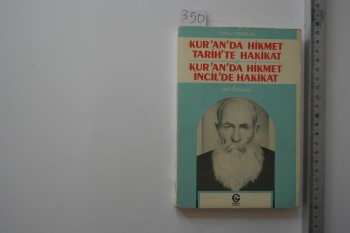 350
KUR'AN'DA HİKMET
TARİH'TE HAKİKAT
KUR'AN'DA HİKMET
İNCİL'DE HAKİKAT